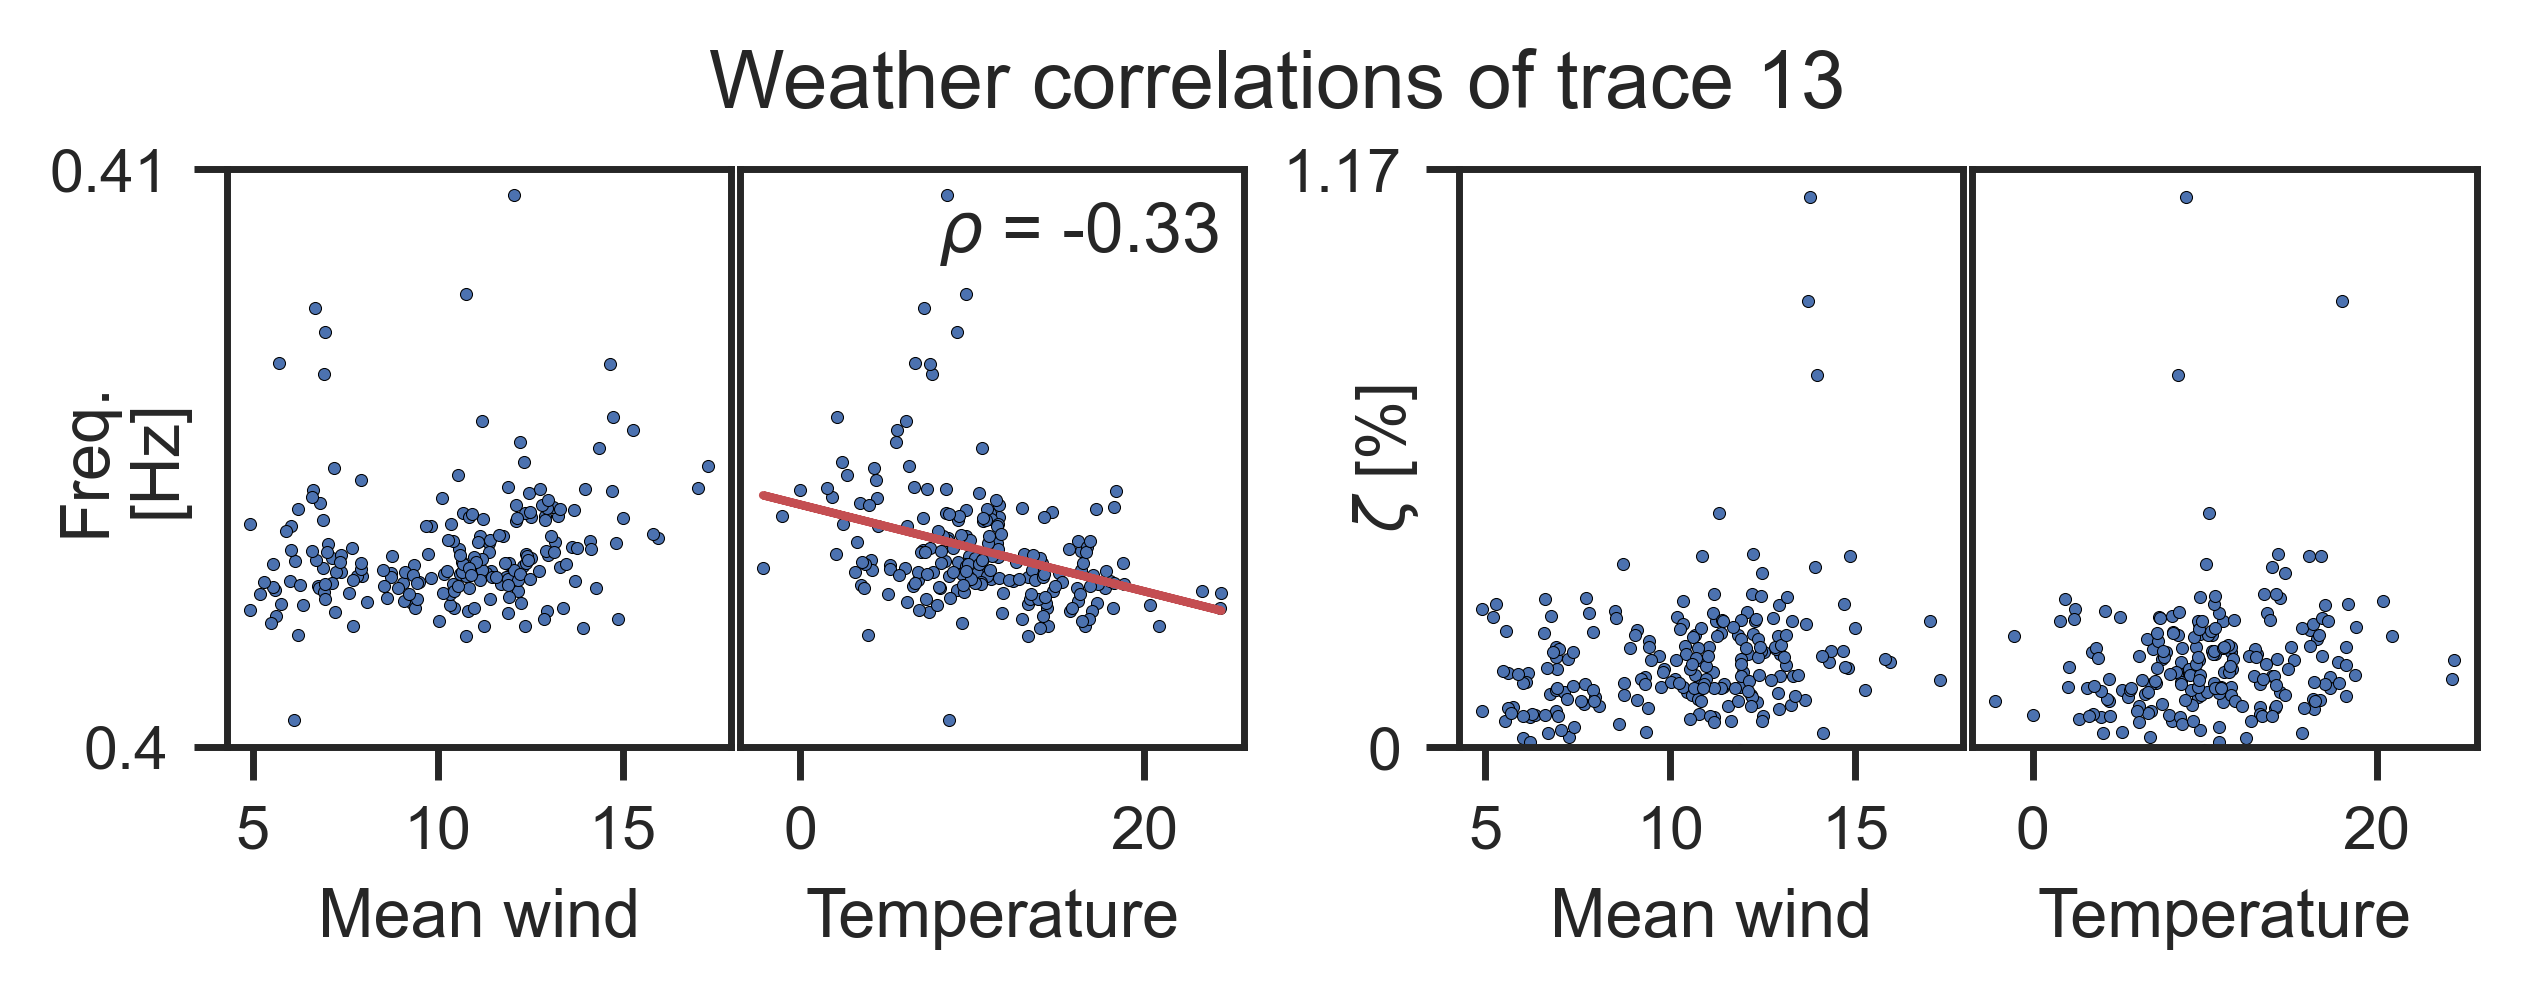 Weather correlations of trace 13
0.41
0.4
Freq.
[Hz]
5 10 15
Mean wind
ρ = -0.33
0 20
Temperature
1.17
0
ζ [%]
5 10 15
Mean wind
0 20
Temperature